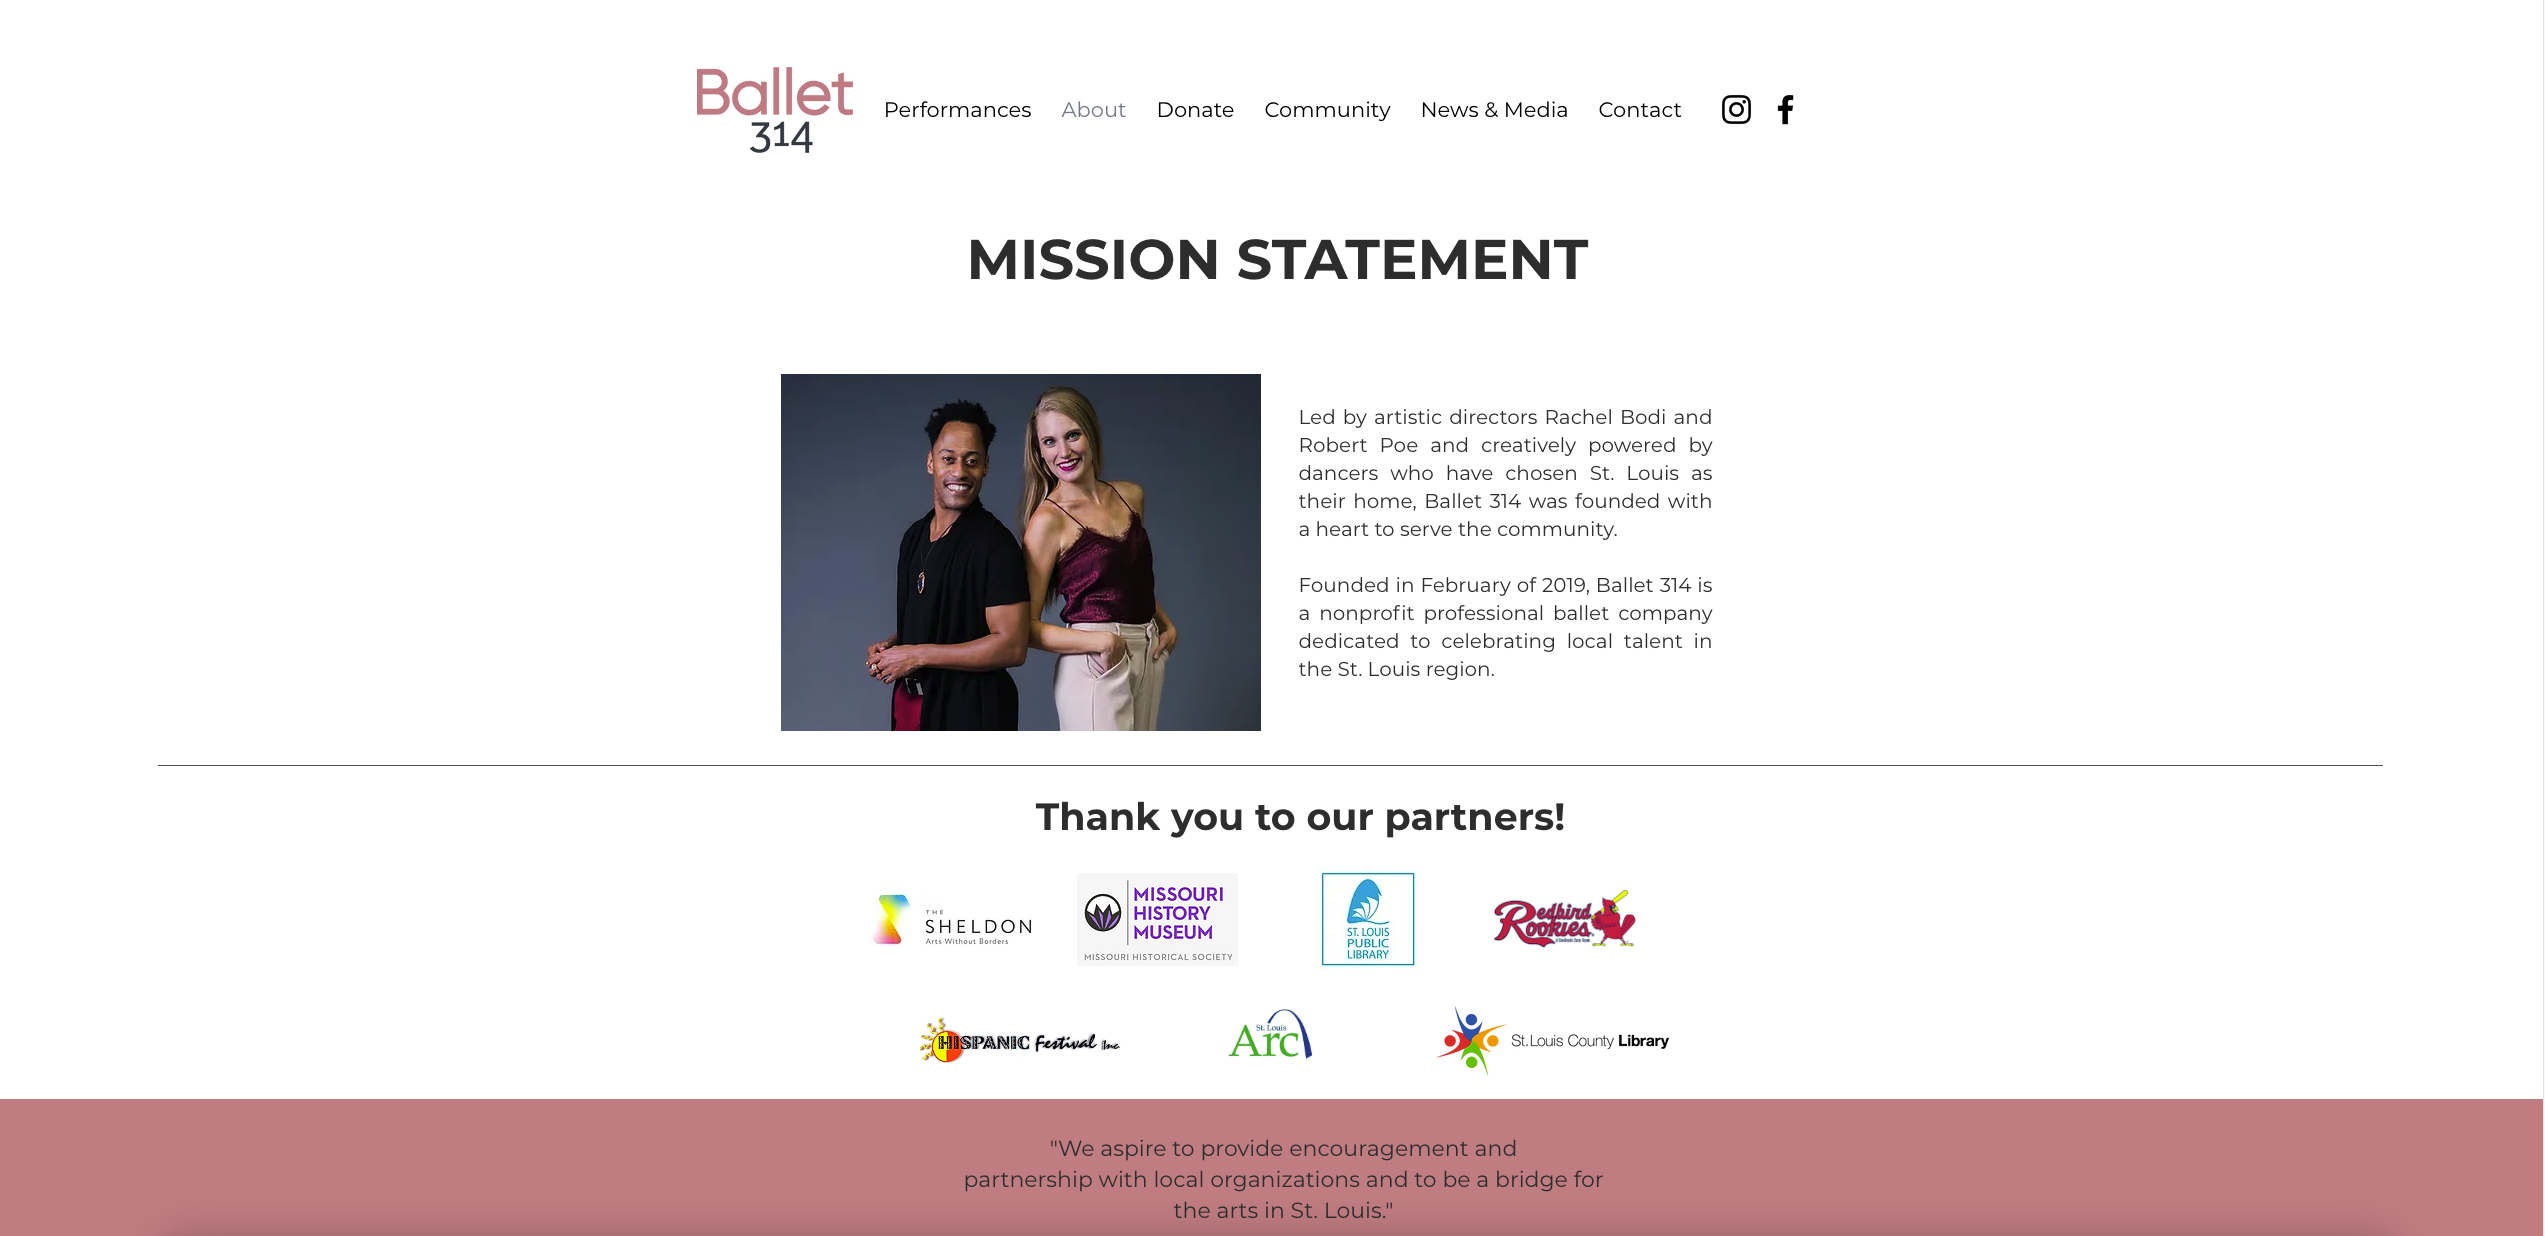 Ballet
314
Performances
About
Donate
Community
News & Media
Contact
MISSION STATEMENT
Led by artistic directors Rachel Bodi and
Robert Poe and creatively powered by
dancers who have chosen St. Louis as
their home, Ballet 314 was founded with
a heart to serve the community.
Founded in February of 2019, Ballet 314 is
a nonprofit professional ballet company
dedicated to celebrating local talent in
the St. Louis region.
Thank you to our partners!
THE
SHELDON
Arts Without Borders
MISSOURI
HISTORY
MUSEUM
MISSOURI HISTORICAL SOCIETY
ST. LOUIS
PUBLIC
LIBRARY
Redbird
Rookies
HISPANIC Festival Inc
St. Louis
Arc
St. Louis County Library
"We aspire to provide encouragement and
partnership with local organizations and to be a bridge for
the arts in St. Louis."